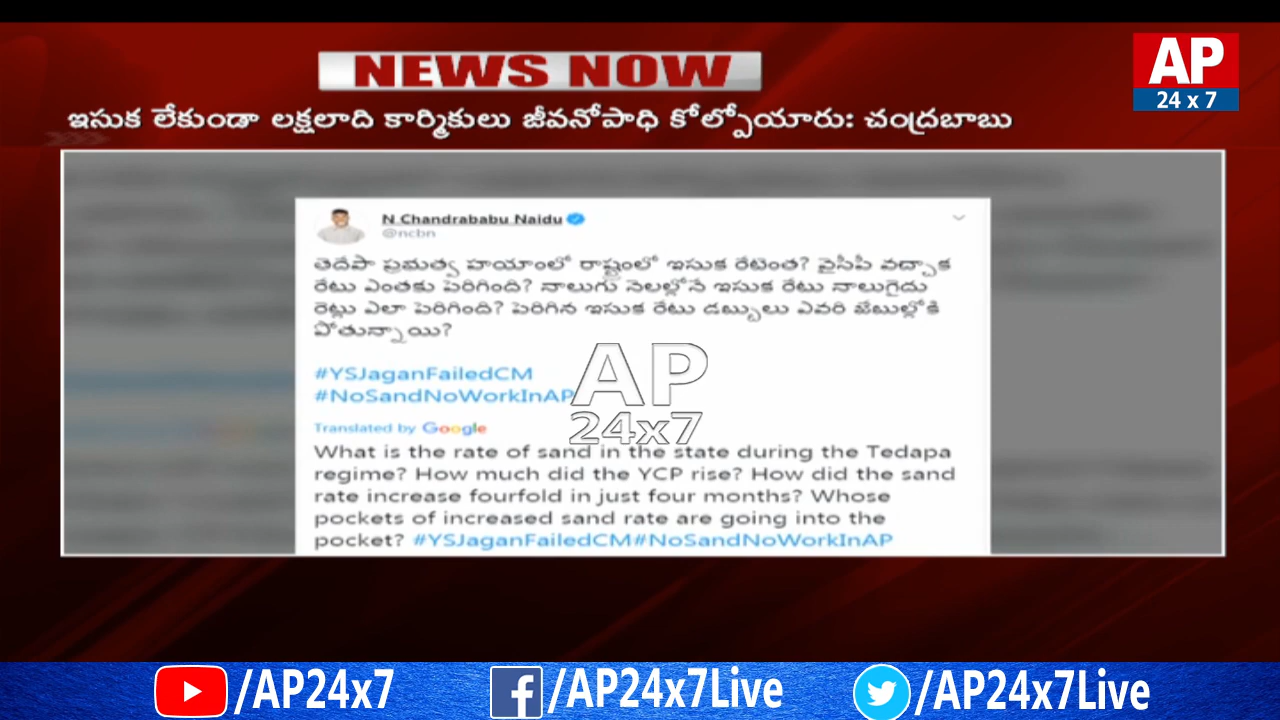 NEWS NOW
AP
24 x 7
ఇసుక లేకుండా లక్షలాది కార్మికులు జీవనోపాధి కోల్పోయారు: చంద్రబాబు
N Chandrababu Naidu
@ncbn
తెదేపా ప్రభుత్వ హయాంలో రాష్ట్రంలో ఇసుక రేటెంత? వైసీపీ వచ్చాక
రేటు ఎంతకు పెరిగింది? నాలుగు నెలల్లోనే ఇసుక రేటు నాలుగైదు
రెట్లు ఎలా పెరిగింది? పెరిగిన ఇసుక రేటు డబ్బులు ఎవరి జేబుల్లోకి
పోతున్నాయి?
#YSJaganFailedCM
#NoSandNoWorkInAP
AP
24x7
Translated by Google
What is the rate of sand in the state during the Tedapa
regime? How much did the YCP rise? How did the sand
rate increase fourfold in just four months? Whose
pockets of increased sand rate are going into the
pocket? #YSJaganFailedCM#NoSandNoWorkInAP
/AP24x7
/AP24x7Live
/AP24x7Live